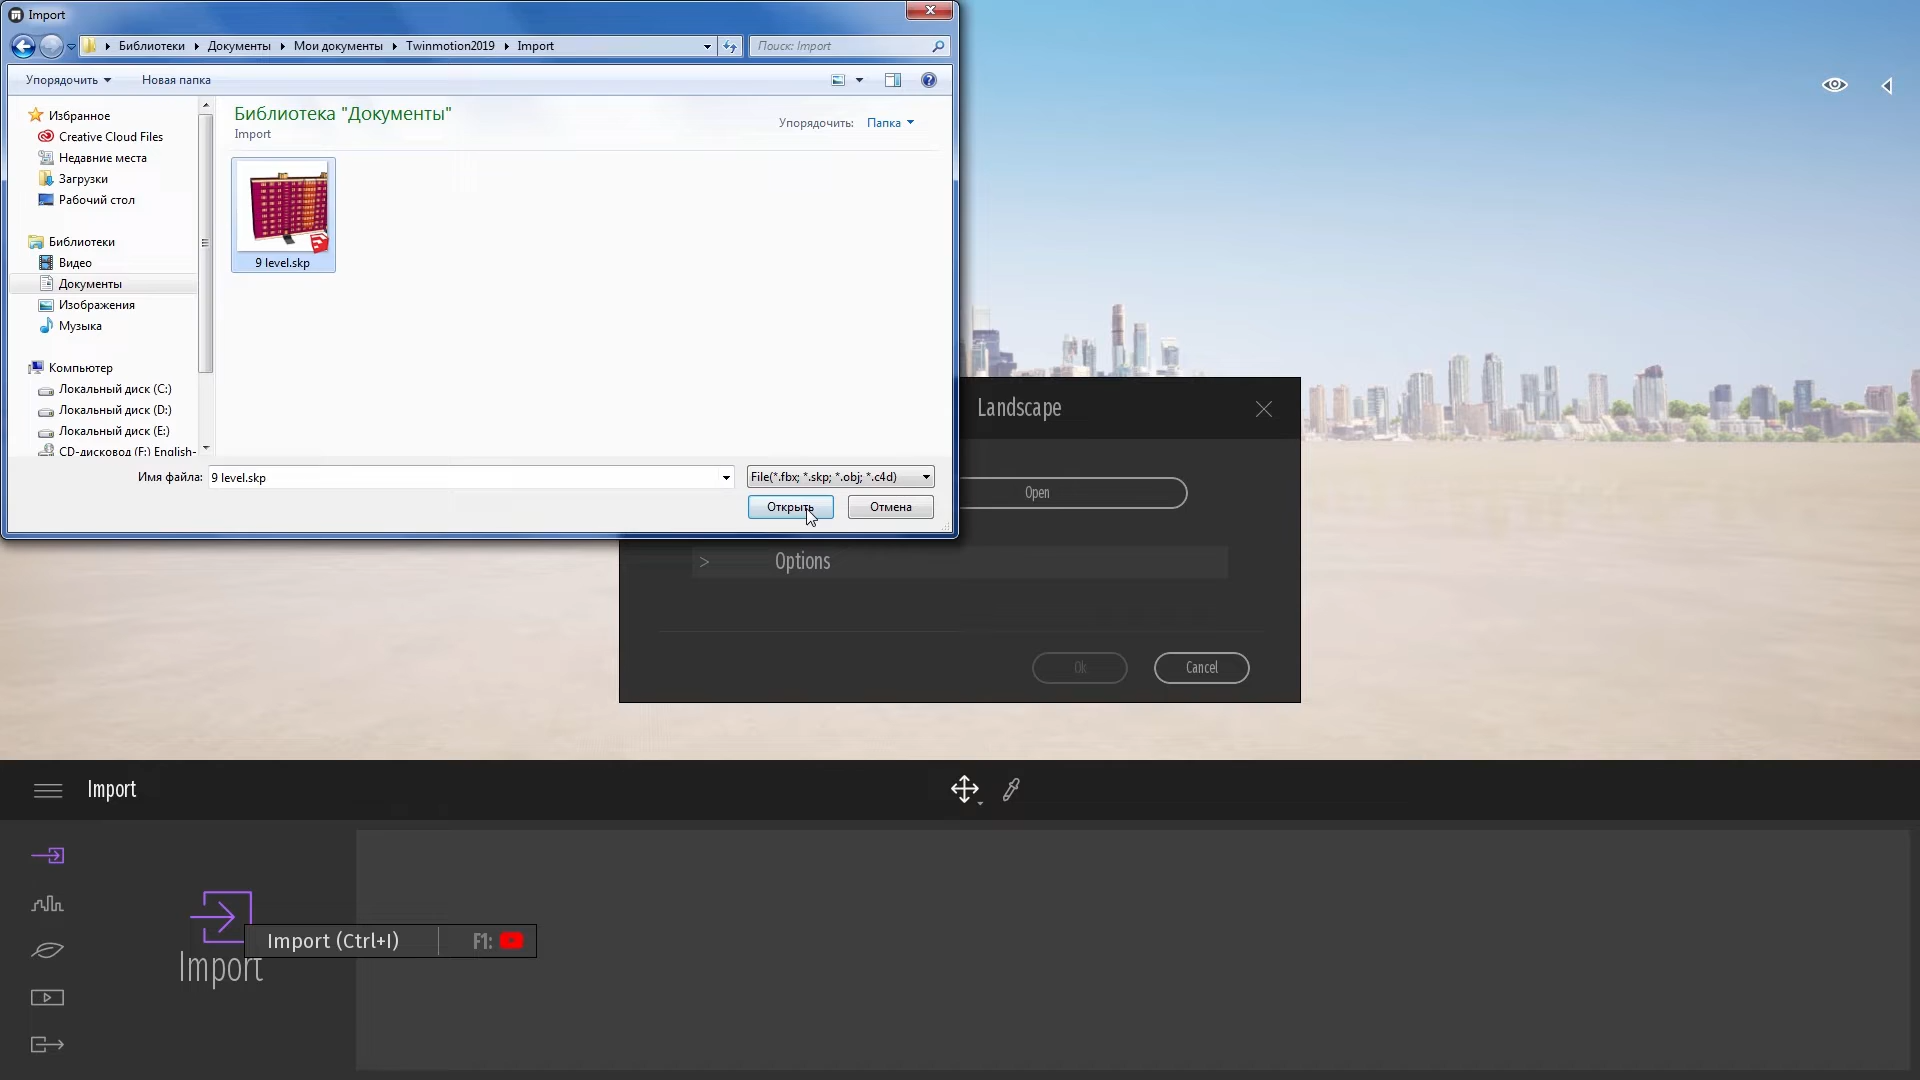 Import
Библиотеки
Документы
Мои документы
Twinmotion2019
Import
Поиск: Import
Упорядочить
Новая папка
Избранное
Creative Cloud Files
Недавние места
Загрузки
Рабочий стол
Библиотеки
Видео
Документы
Изображения
Музыка
Компьютер
Локальный диск (C:)
Локальный диск (D:)
Локальный диск (E:)
CD-дисковод (F:) English-
Библиотека "Документы"
Import
Упорядочить: Папка
9 level.skp
Имя файла: 9 level.skp
File(*.fbx; *.skp; *.obj; *.c4d)
Открыть
Отмена
Landscape
Open
> Options
Ok
Cancel
Import
Import
Import (Ctrl+I)
F1: